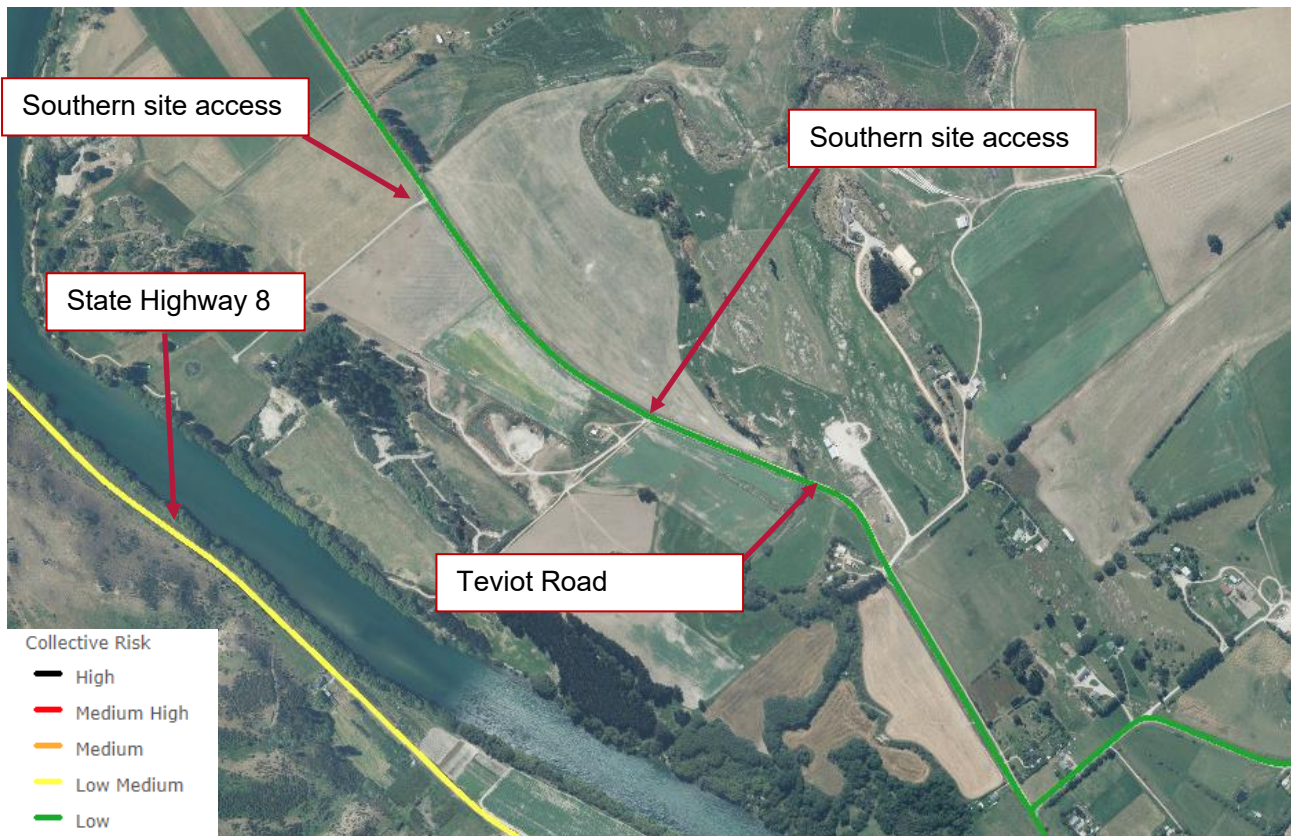 Southern site access
Southern site access
State Highway 8
Teviot Road
Collective Risk
High
Medium High
Medium
Low Medium
Low